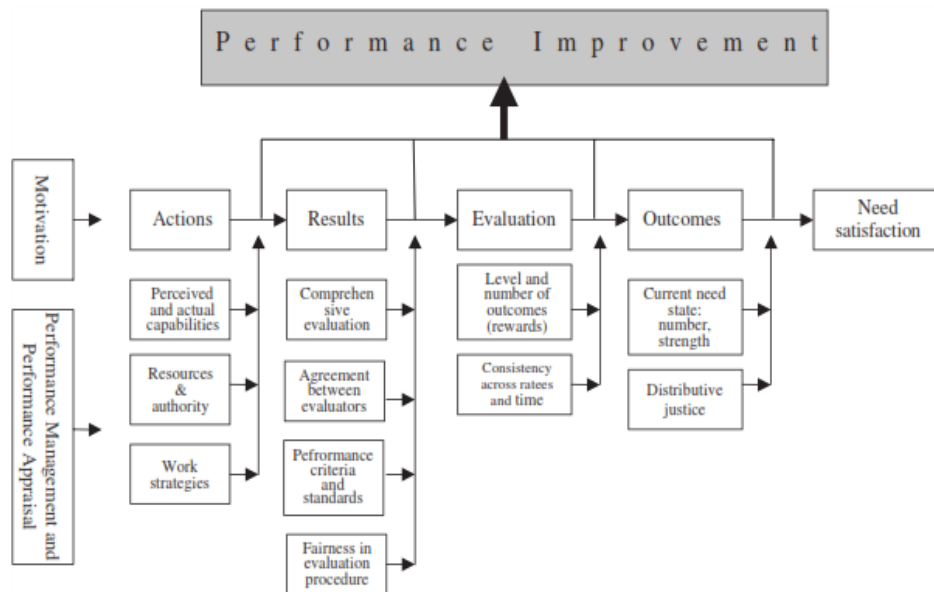 Performance Improvement
Motivation
Actions
Results
Evaluation
Outcomes
Need
satisfaction
Performance Management and
Performance Appraisal
Perceived
and actual
capabilities
Resources
&
authority
Work
strategies
Comprehen
sive evaluation
Agreement
between
evaluators
Pefrormance
criteria
and
standards
Fairness in
evaluation
procedure
Level and
number of
outcomes
(rewards)
Consistency
across ratees
and time
Current need
state:
number,
strength
Distributive
justice